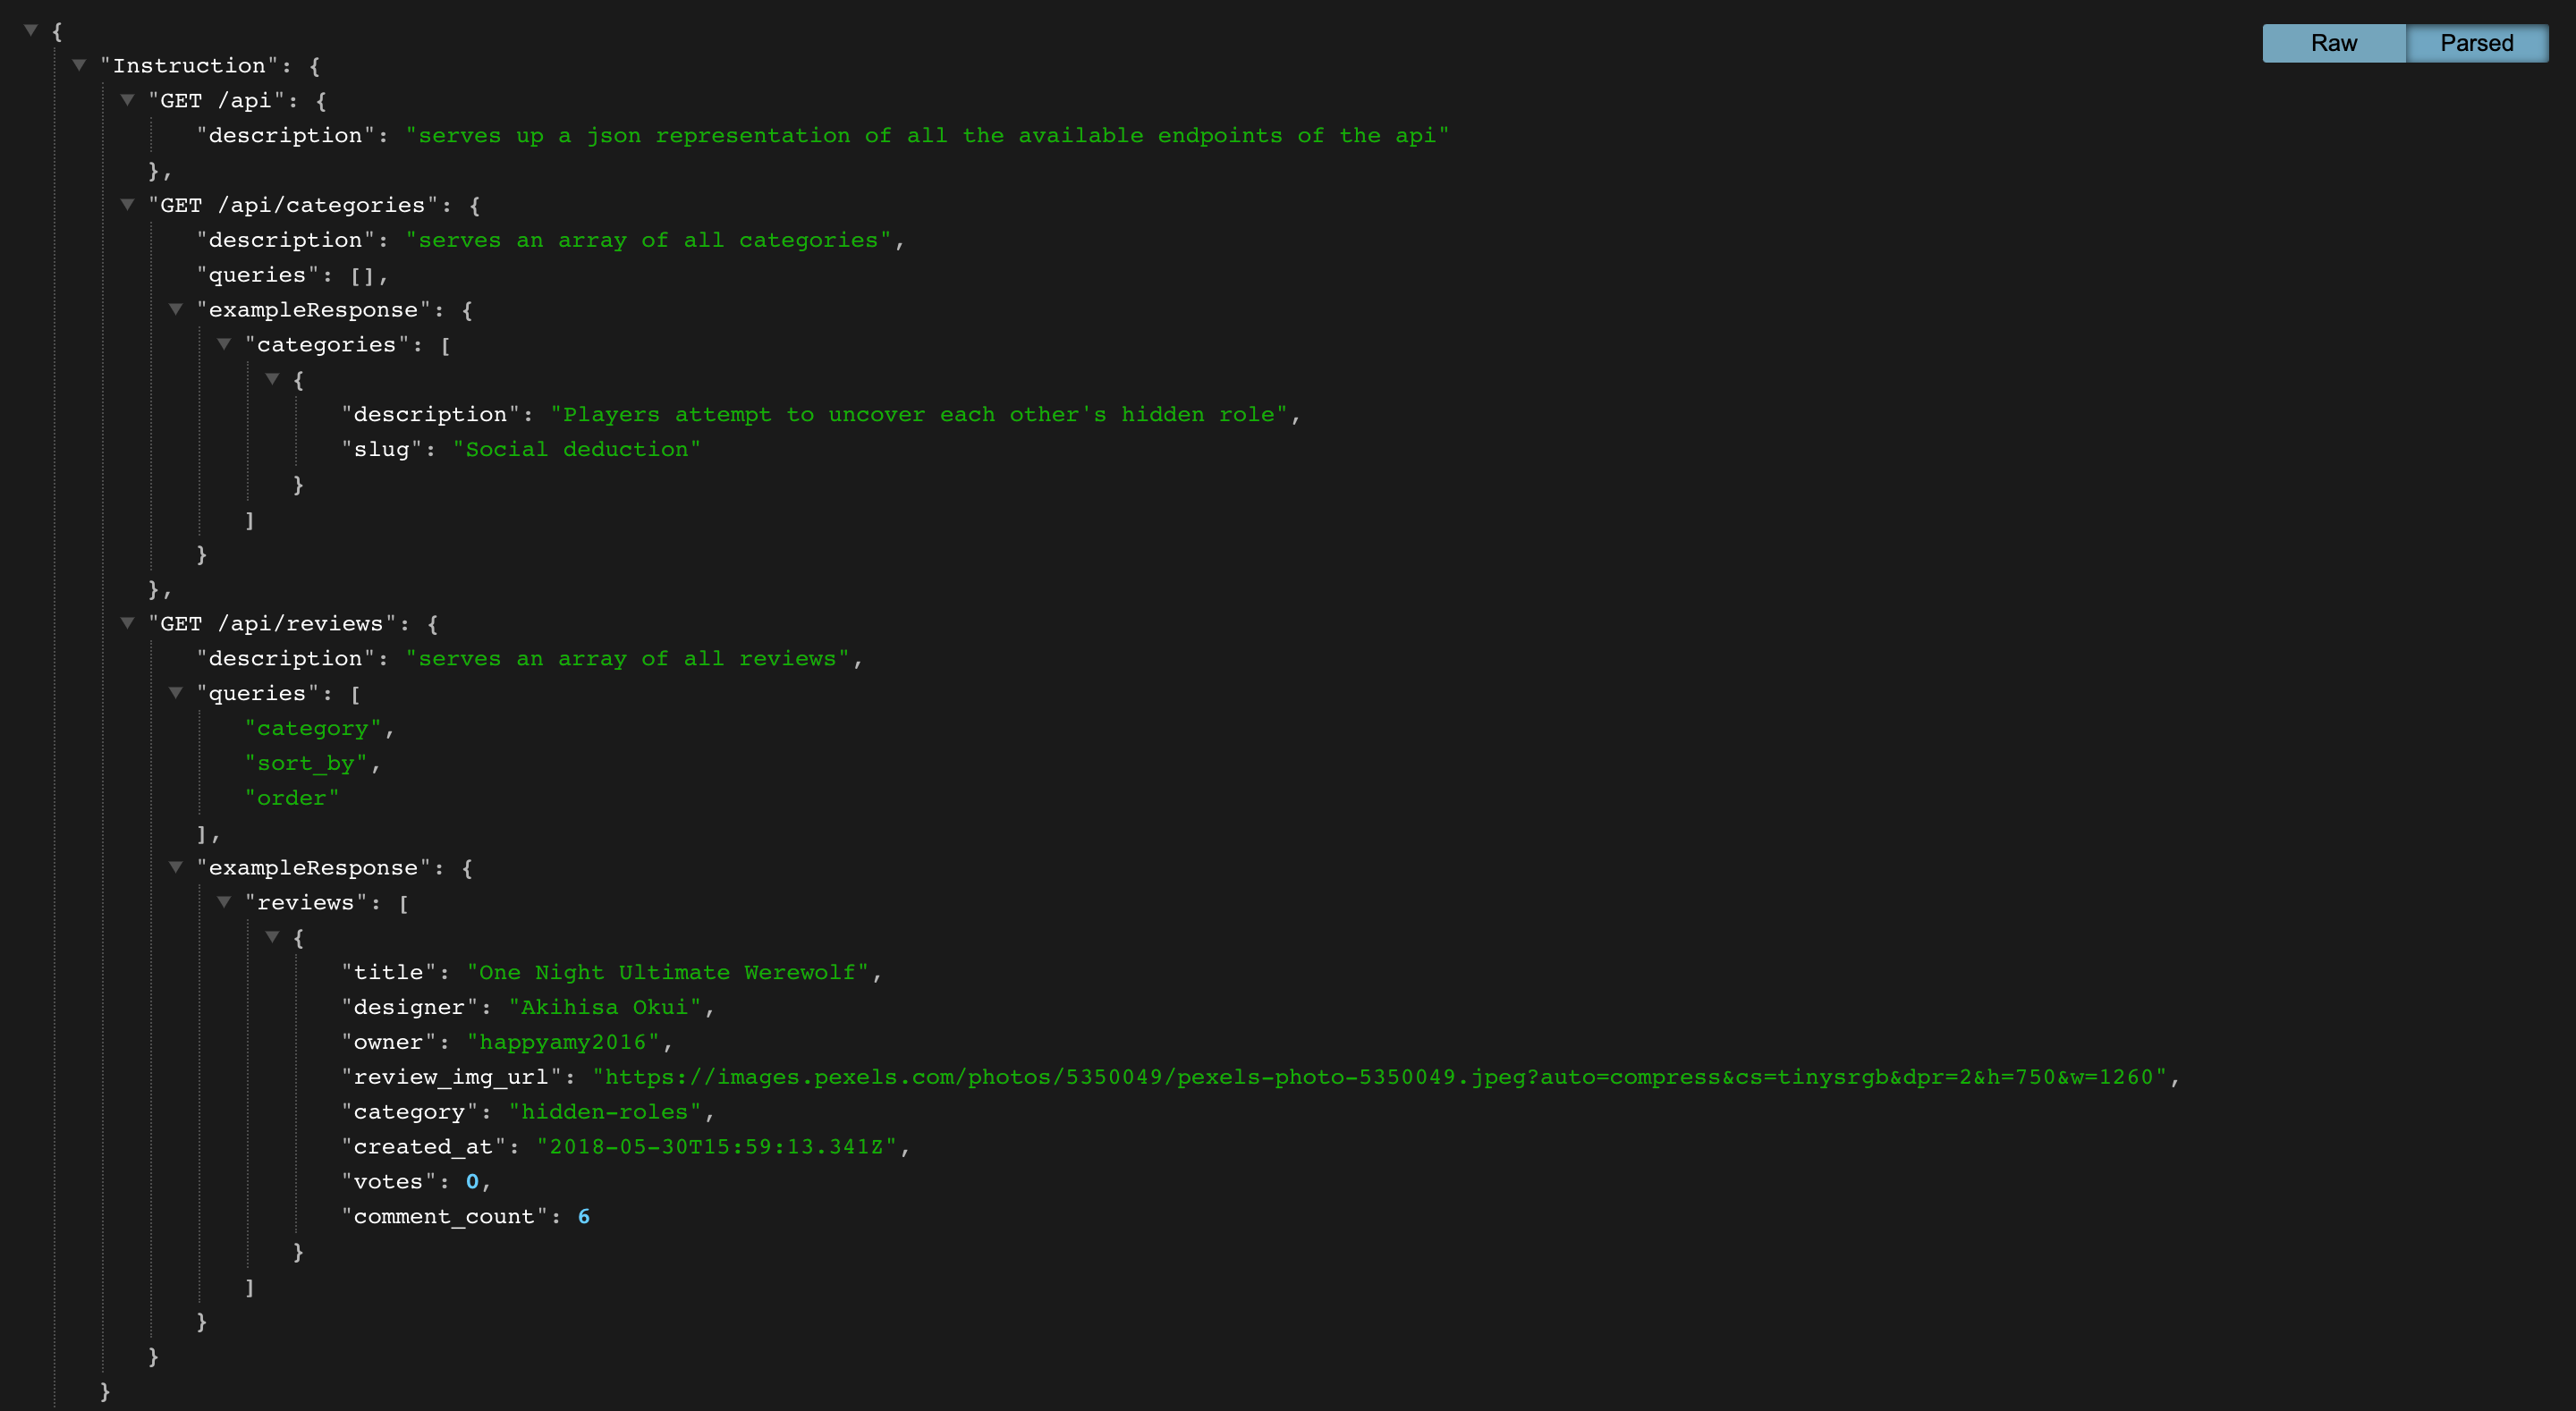 {
Raw Parsed
"Instruction": {
"GET /api": {
"description": "serves up a json representation of all the available endpoints of the api"
},
"GET /api/categories": {
"description": "serves an array of all categories",
"queries": [],
"exampleResponse": {
"categories": [
{
"description": "Players attempt to uncover each other's hidden role",
"slug": "Social deduction"
}
]
}
},
"GET /api/reviews": {
"description": "serves an array of all reviews",
"queries": [
"category",
"sort_by",
"order"
],
"exampleResponse": {
"reviews": [
{
"title": "One Night Ultimate Werewolf",
"designer": "Akihisa Okui",
"owner": "happyamy2016",
"review_img_url": "https://images.pexels.com/photos/5350049/pexels-photo-5350049.jpeg?auto=compress&cs=tinysrgb&dpr=2&h=750&w=1260",
"category": "hidden-roles",
"created_at": "2018-05-30T15:59:13.341Z",
"votes": 0,
"comment_count": 6
}
]
}
}
}